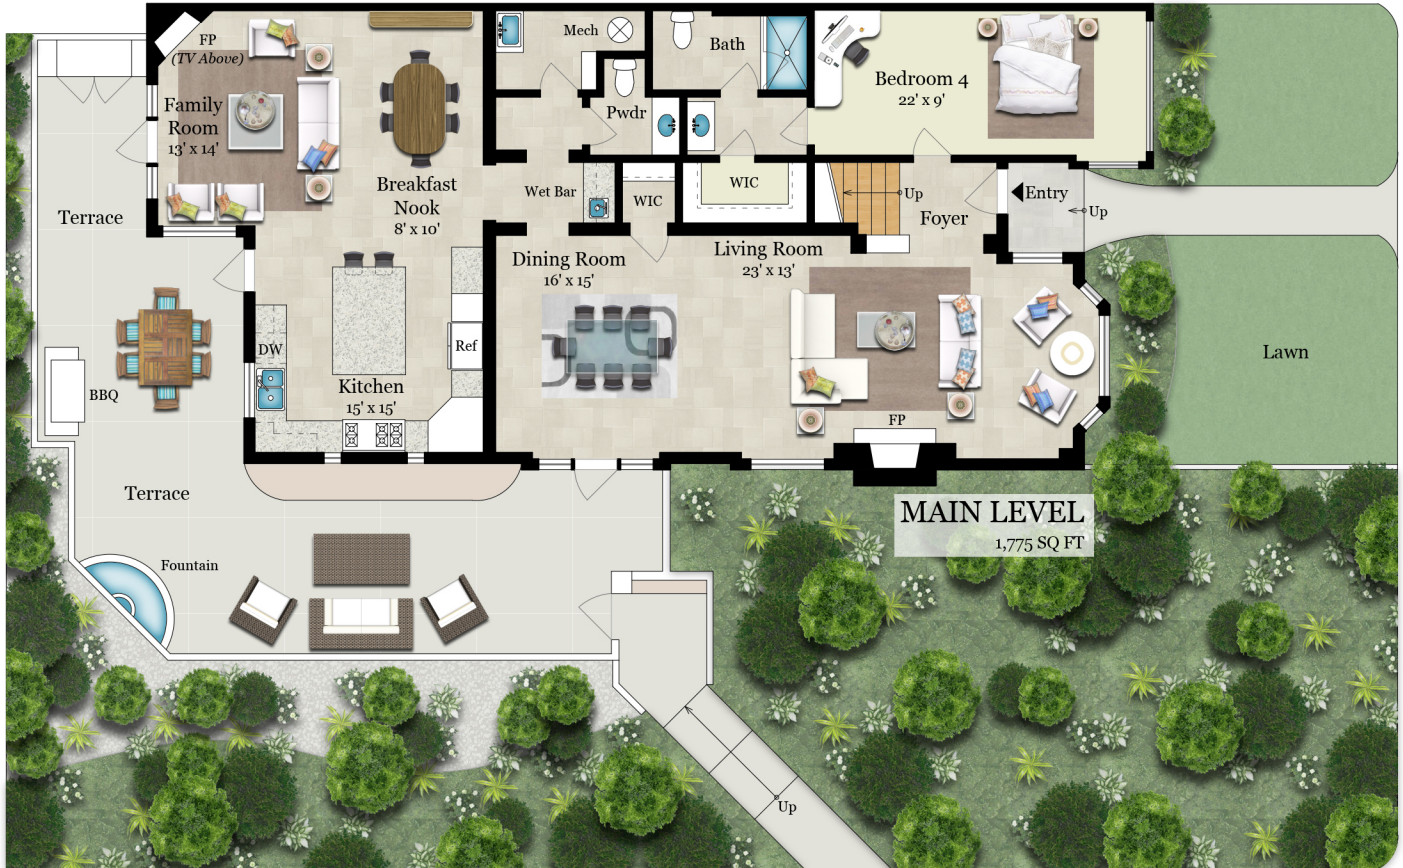 FP
(TV Above)
Family
Room
13' x 14'
Mech
Bath
Bedroom 4
22' x 9'
Pwdr
Breakfast
Nook
8' x 10'
Wet Bar
WIC
WIC
Up
Foyer
Entry
Up
Terrace
Dining Room
16' x 15'
Living Room
23' x 13'
DW
Ref
Kitchen
15' x 15'
BBQ
FP
Lawn
Terrace
Fountain
MAIN LEVEL
1,775 SQ FT
Up